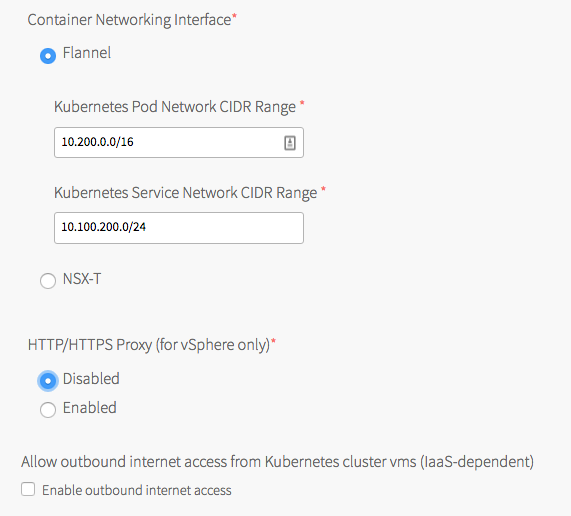 Container Networking Interface*
Flannel
Kubernetes Pod Network CIDR Range *
10.200.0.0/16
Kubernetes Service Network CIDR Range *
10.100.200.0/24
NSX-T
HTTP/HTTPS Proxy (for vSphere only)*
Disabled
Enabled
Allow outbound internet access from Kubernetes cluster vms (IaaS-dependent)
Enable outbound internet access